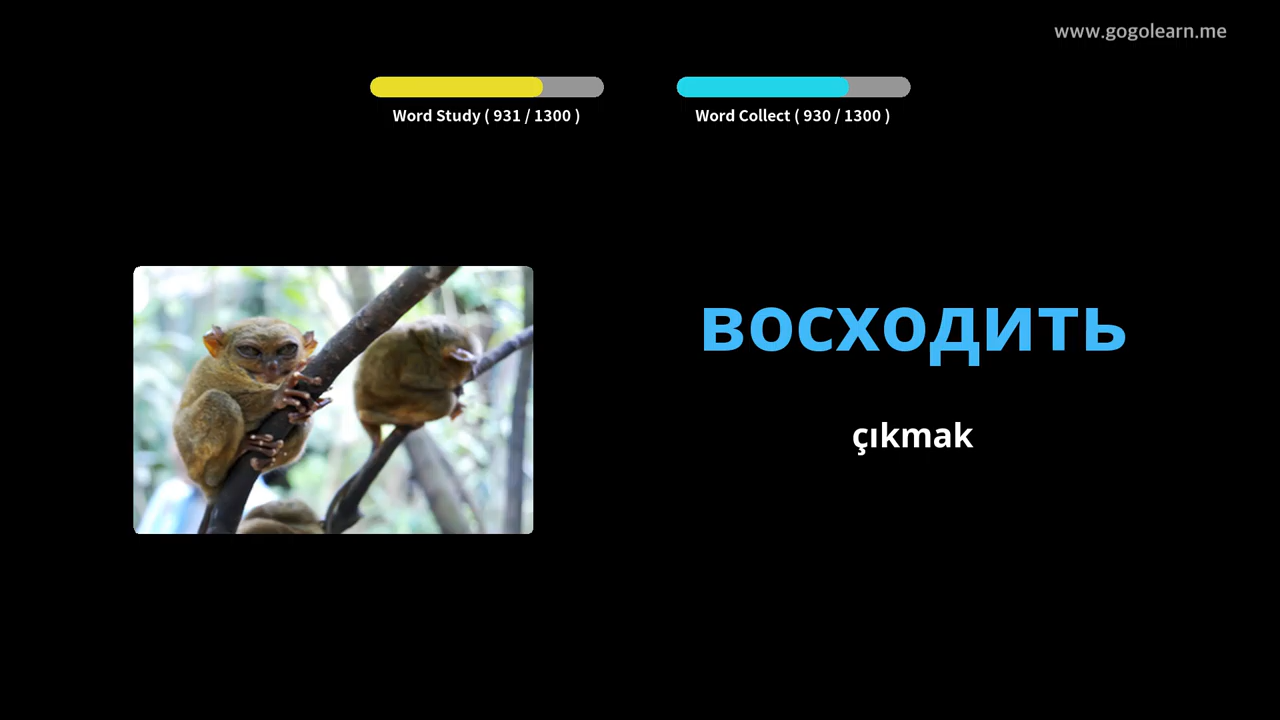 www.gogolearn.me
Word Study ( 931 / 1300 )
Word Collect ( 930 / 1300 )
восходить
çıkmak